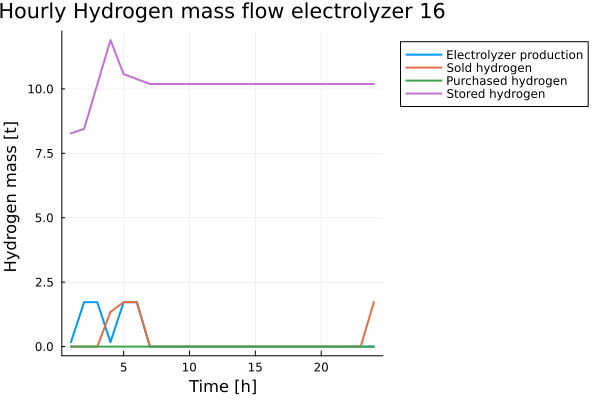 Hourly Hydrogen mass flow electrolyzer 16
Electrolyzer production
Sold hydrogen
Purchased hydrogen
Stored hydrogen
Hydrogen mass [t]
10.0
7.5
5.0
2.5
0.0
5
10
15
20
Time [h]